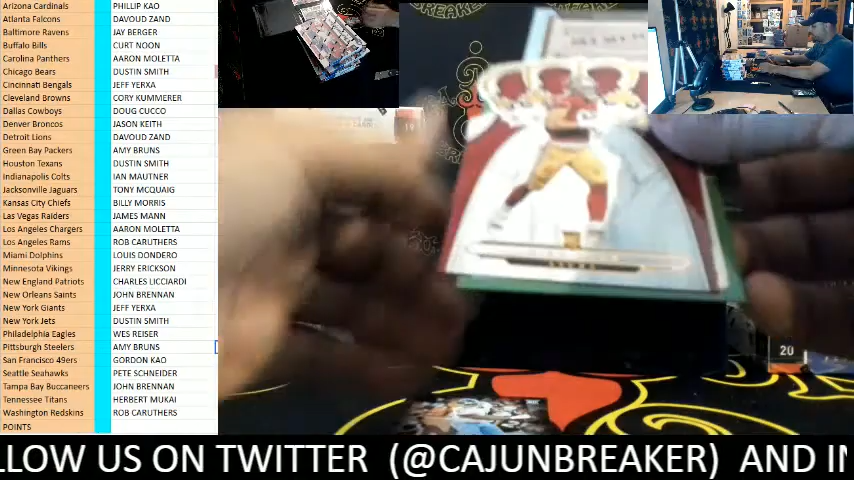 Arizona Cardinals PHILLIP KAO
Atlanta Falcons DAVOUD ZAND
Baltimore Ravens JAY BERGER
Buffalo Bills CURT NOON
Carolina Panthers AARON MOLETTA
Chicago Bears DUSTIN SMITH
Cincinnati Bengals JEFF YERXA
Cleveland Browns CORY KUMMERER
Dallas Cowboys DOUG CUCCO
Denver Broncos JASON KEITH
Detroit Lions DAVOUD ZAND
Green Bay Packers AMY BRUNS
Houston Texans DUSTIN SMITH
Indianapolis Colts IAN MAUTNER
Jacksonville Jaguars TONY MCQUAIG
Kansas City Chiefs BILLY MORRIS
Las Vegas Raiders JAMES MANN
Los Angeles Chargers AARON MOLETTA
Los Angeles Rams ROB CARUTHERS
Miami Dolphins LOUIS DONDERO
Minnesota Vikings JERRY ERICKSON
New England Patriots CHARLES LICCIARDI
New Orleans Saints JOHN BRENNAN
New York Giants JEFF YERXA
New York Jets DUSTIN SMITH
Philadelphia Eagles WES REISER
Pittsburgh Steelers AMY BRUNS
San Francisco 49ers GORDON KAO
Seattle Seahawks PETE SCHNEIDER
Tampa Bay Buccaneers JOHN BRENNAN
Tennessee Titans HERBERT MUKAI
Washington Redskins ROB CARUTHERS
POINTS
BREAKER
20
LLOW US ON TWITTER (@CAJUNBREAKER) AND IN